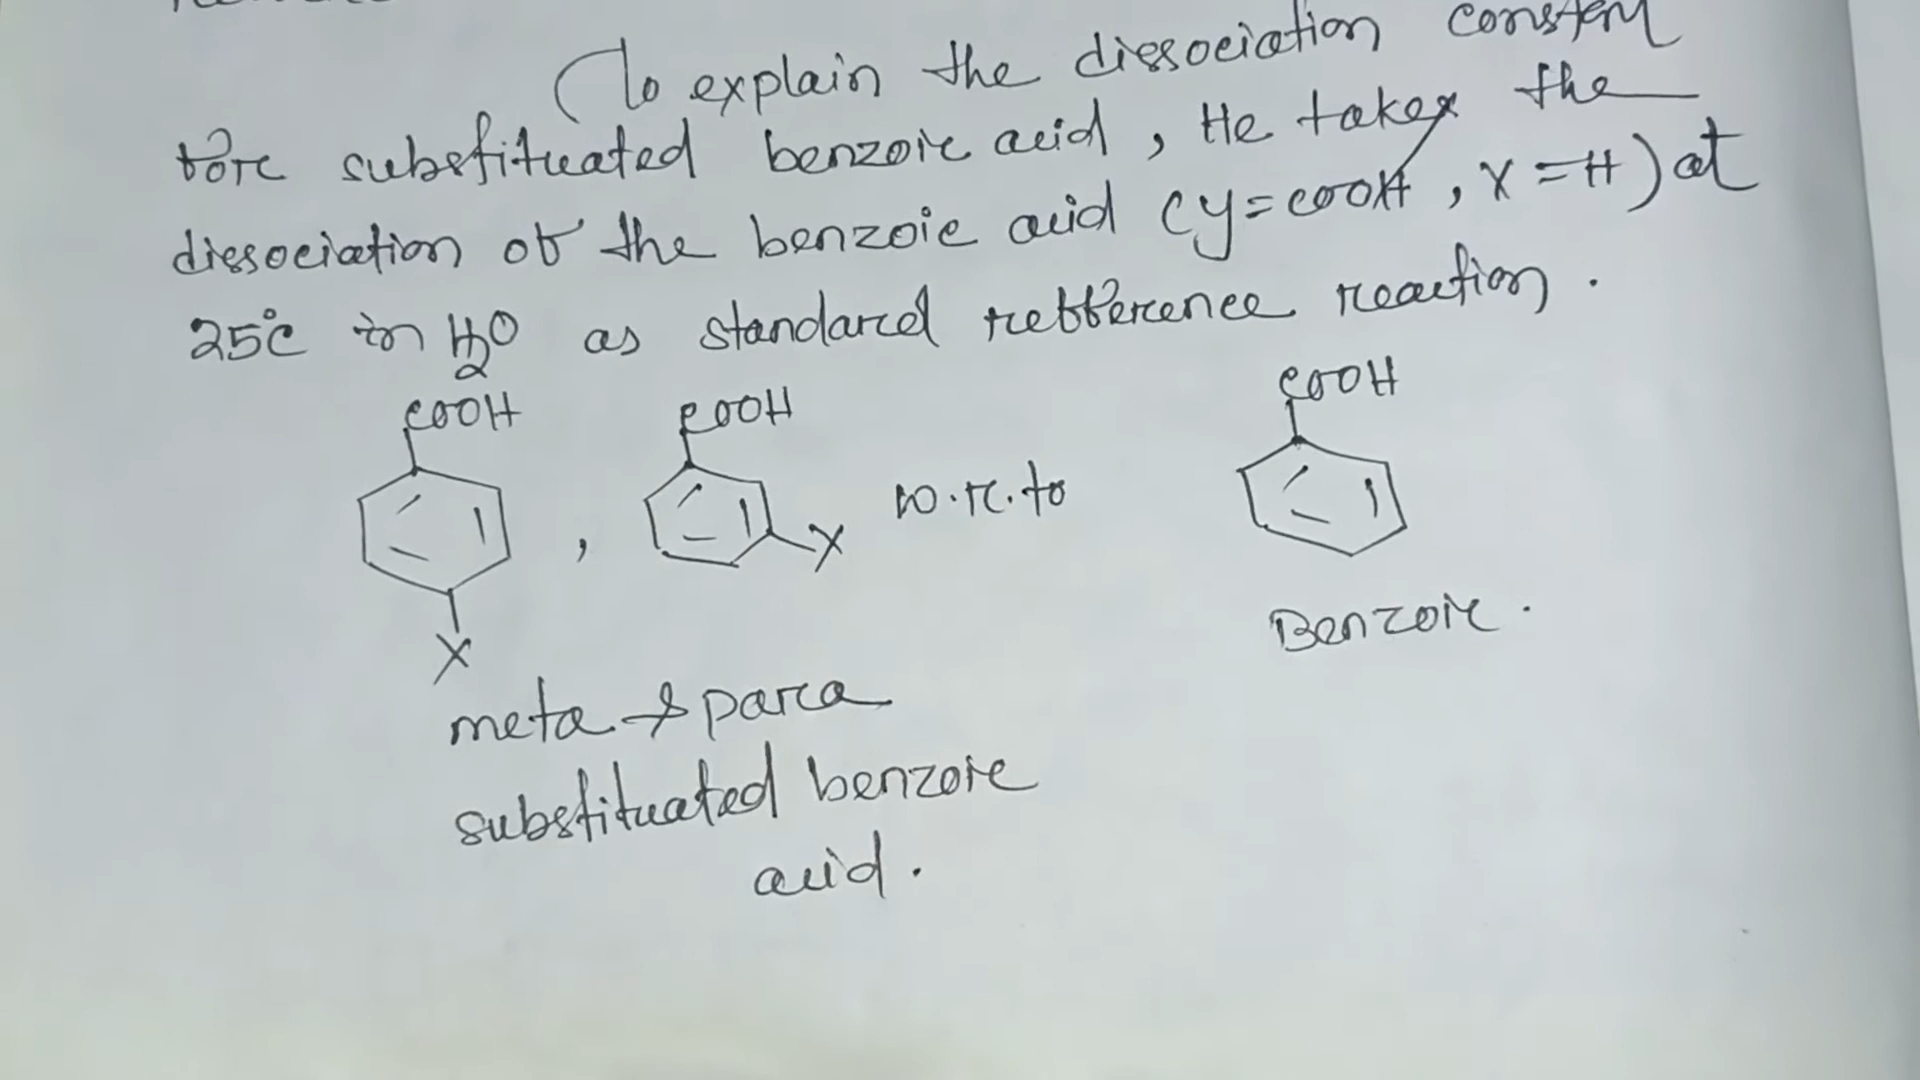 To explain the dissociation constant
for substituated benzoic acid, He takes the
dissociation of the benzoic acid (y=COOH, X=H) at
25°C in H2O as standard refference reaction.
COOH COOH COOH
, X w.r.to
X
Benzoic.
meta & para
substituated benzoic
acid.